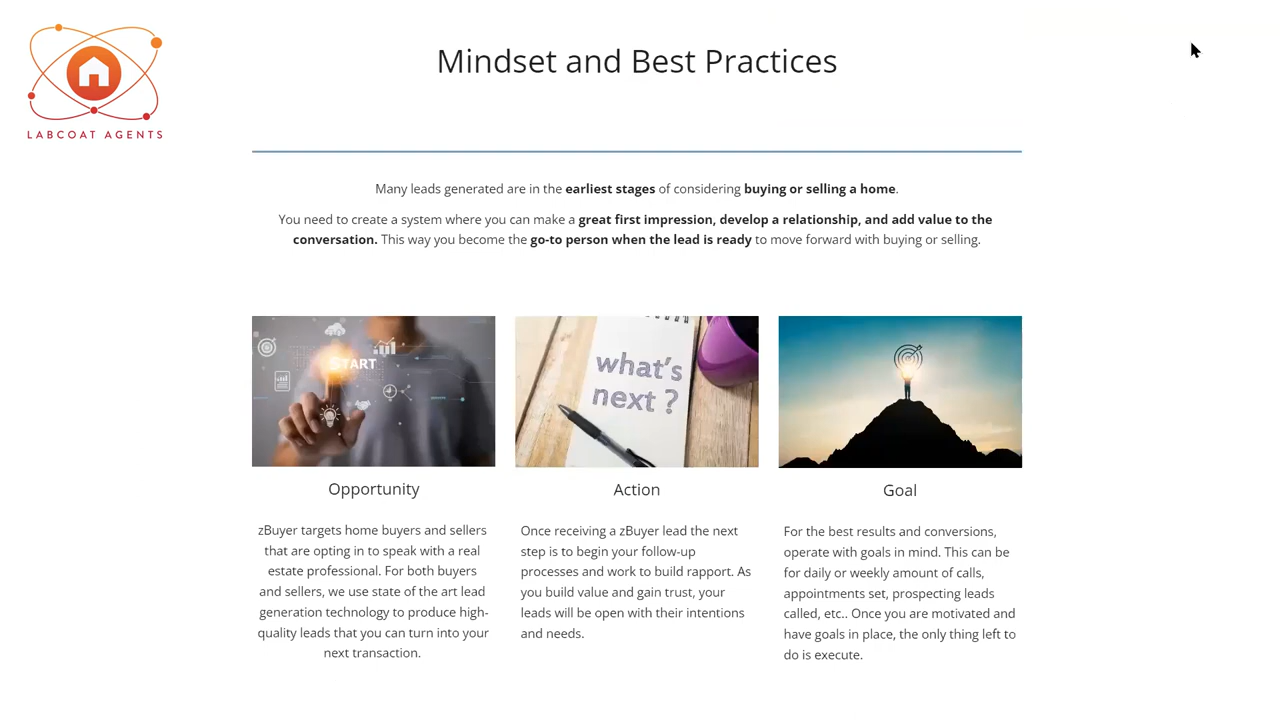 LABCOAT AGENTS
Mindset and Best Practices
Many leads generated are in the earliest stages of considering buying or selling a home.
You need to create a system where you can make a great first impression, develop a relationship, and add value to the
conversation. This way you become the go-to person when the lead is ready to move forward with buying or selling.
START
what's
next ?
Opportunity
zBuyer targets home buyers and sellers
that are opting in to speak with a real
estate professional. For both buyers
and sellers, we use state of the art lead
generation technology to produce high-
quality leads that you can turn into your
next transaction.
Action
Once receiving a zBuyer lead the next
step is to begin your follow-up
processes and work to build rapport. As
you build value and gain trust, your
leads will be open with their intentions
and needs.
Goal
For the best results and conversions,
operate with goals in mind. This can be
for daily or weekly amount of calls,
appointments set, prospecting leads
called, etc.. Once you are motivated and
have goals in place, the only thing left to
do is execute.